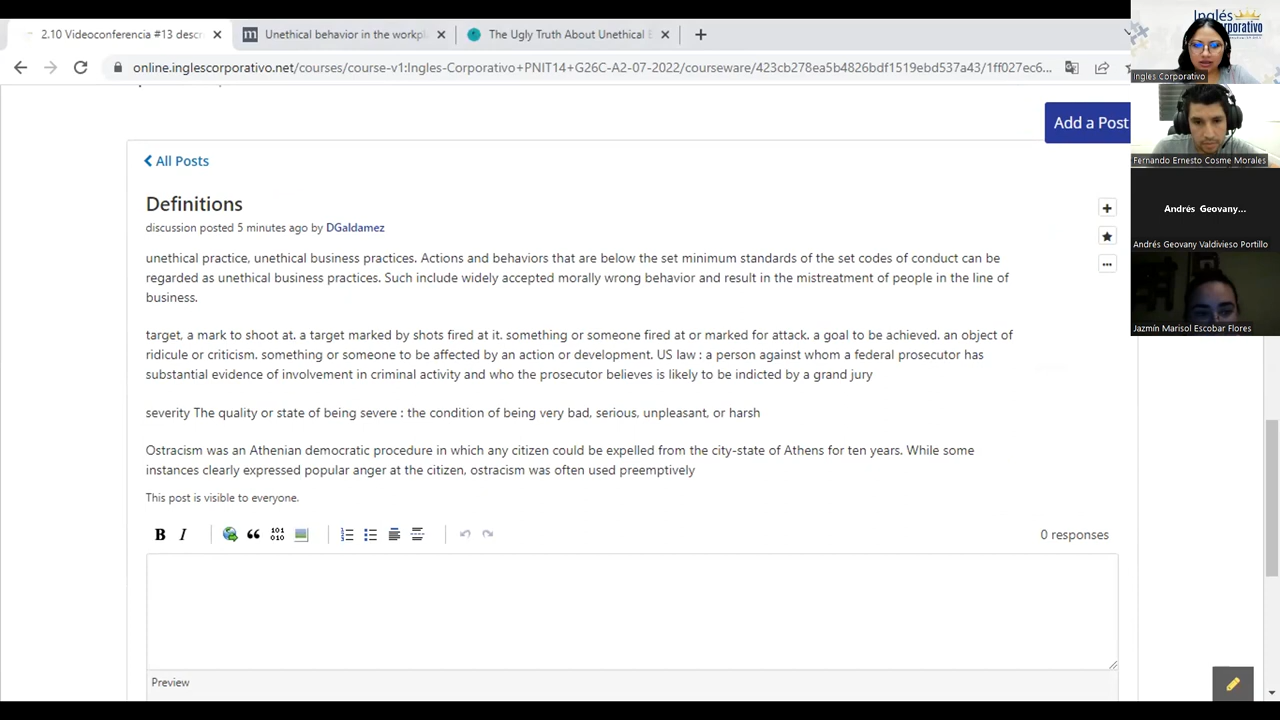 2.10 Videoconferencia #13 descr
Unethical behavior in the workpl
The Ugly Truth About Unethical E
online.inglescorporativo.net/courses/course-v1:Ingles-Corpo...+PNIT14+G26C-A2-07-2022/courseware/423cb278ea5b4826bdf1519ebd537a43/1ff027ec6...
Inglés
Ingles Corporativo
Fernando Ernesto Cosme Morales
Andrés Geovany...
Andrés Geovany Valdivieso Portillo
Jazmín Marisol Escobar Flores
Add a Post
All Posts
Definitions
discussion posted 5 minutes ago by DGaldamez
unethical practice, unethical business practices. Actions and behaviors that are below the set minimum standards of the set codes of conduct can be
regarded as unethical business practices. Such include widely accepted morally wrong behavior and result in the mistreatment of people in the line of
business.
target, a mark to shoot at. a target marked by shots fired at it. something or someone fired at or marked for attack. a goal to be achieved. an object of
ridicule or criticism. something or someone to be affected by an action or development. US law : a person against whom a federal prosecutor has
substantial evidence of involvement in criminal activity and who the prosecutor believes is likely to be indicted by a grand jury
severity The quality or state of being severe : the condition of being very bad, serious, unpleasant, or harsh
Ostracism was an Athenian democratic procedure in which any citizen could be expelled from the city-state of Athens for ten years. While some
instances clearly expressed popular anger at the citizen, ostracism was often used preemptively
This post is visible to everyone.
B I
101
010
0 responses
Preview